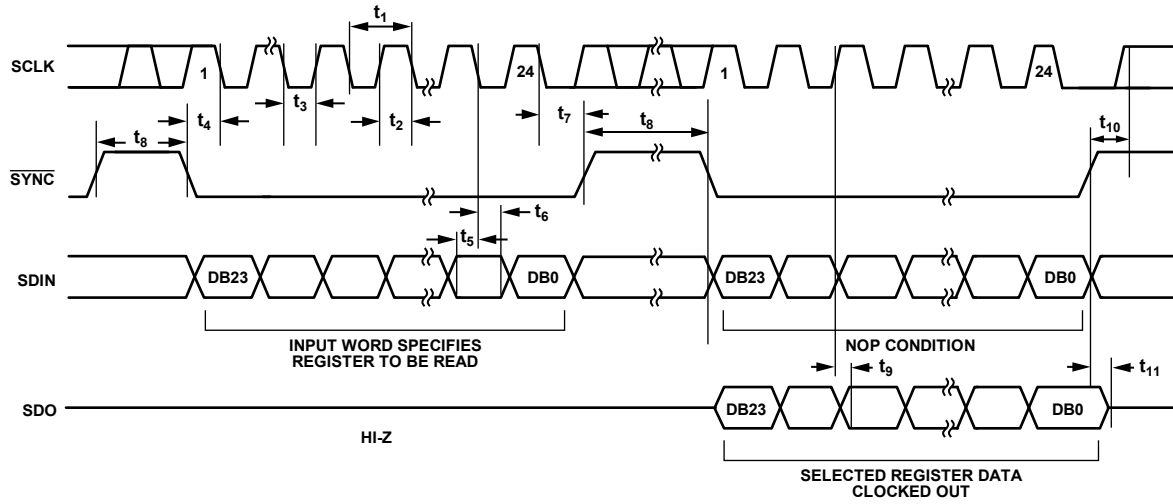 t1
SCLK
1
24
1
24
t3
t4
t2
t7
t8
t10
t8
SYNC
t6
t5
SDIN
DB23
DB0
DB23
DB0
INPUT WORD SPECIFIES
REGISTER TO BE READ
NOP CONDITION
t9
t11
SDO
DB23
DB0
HI-Z
SELECTED REGISTER DATA
CLOCKED OUT